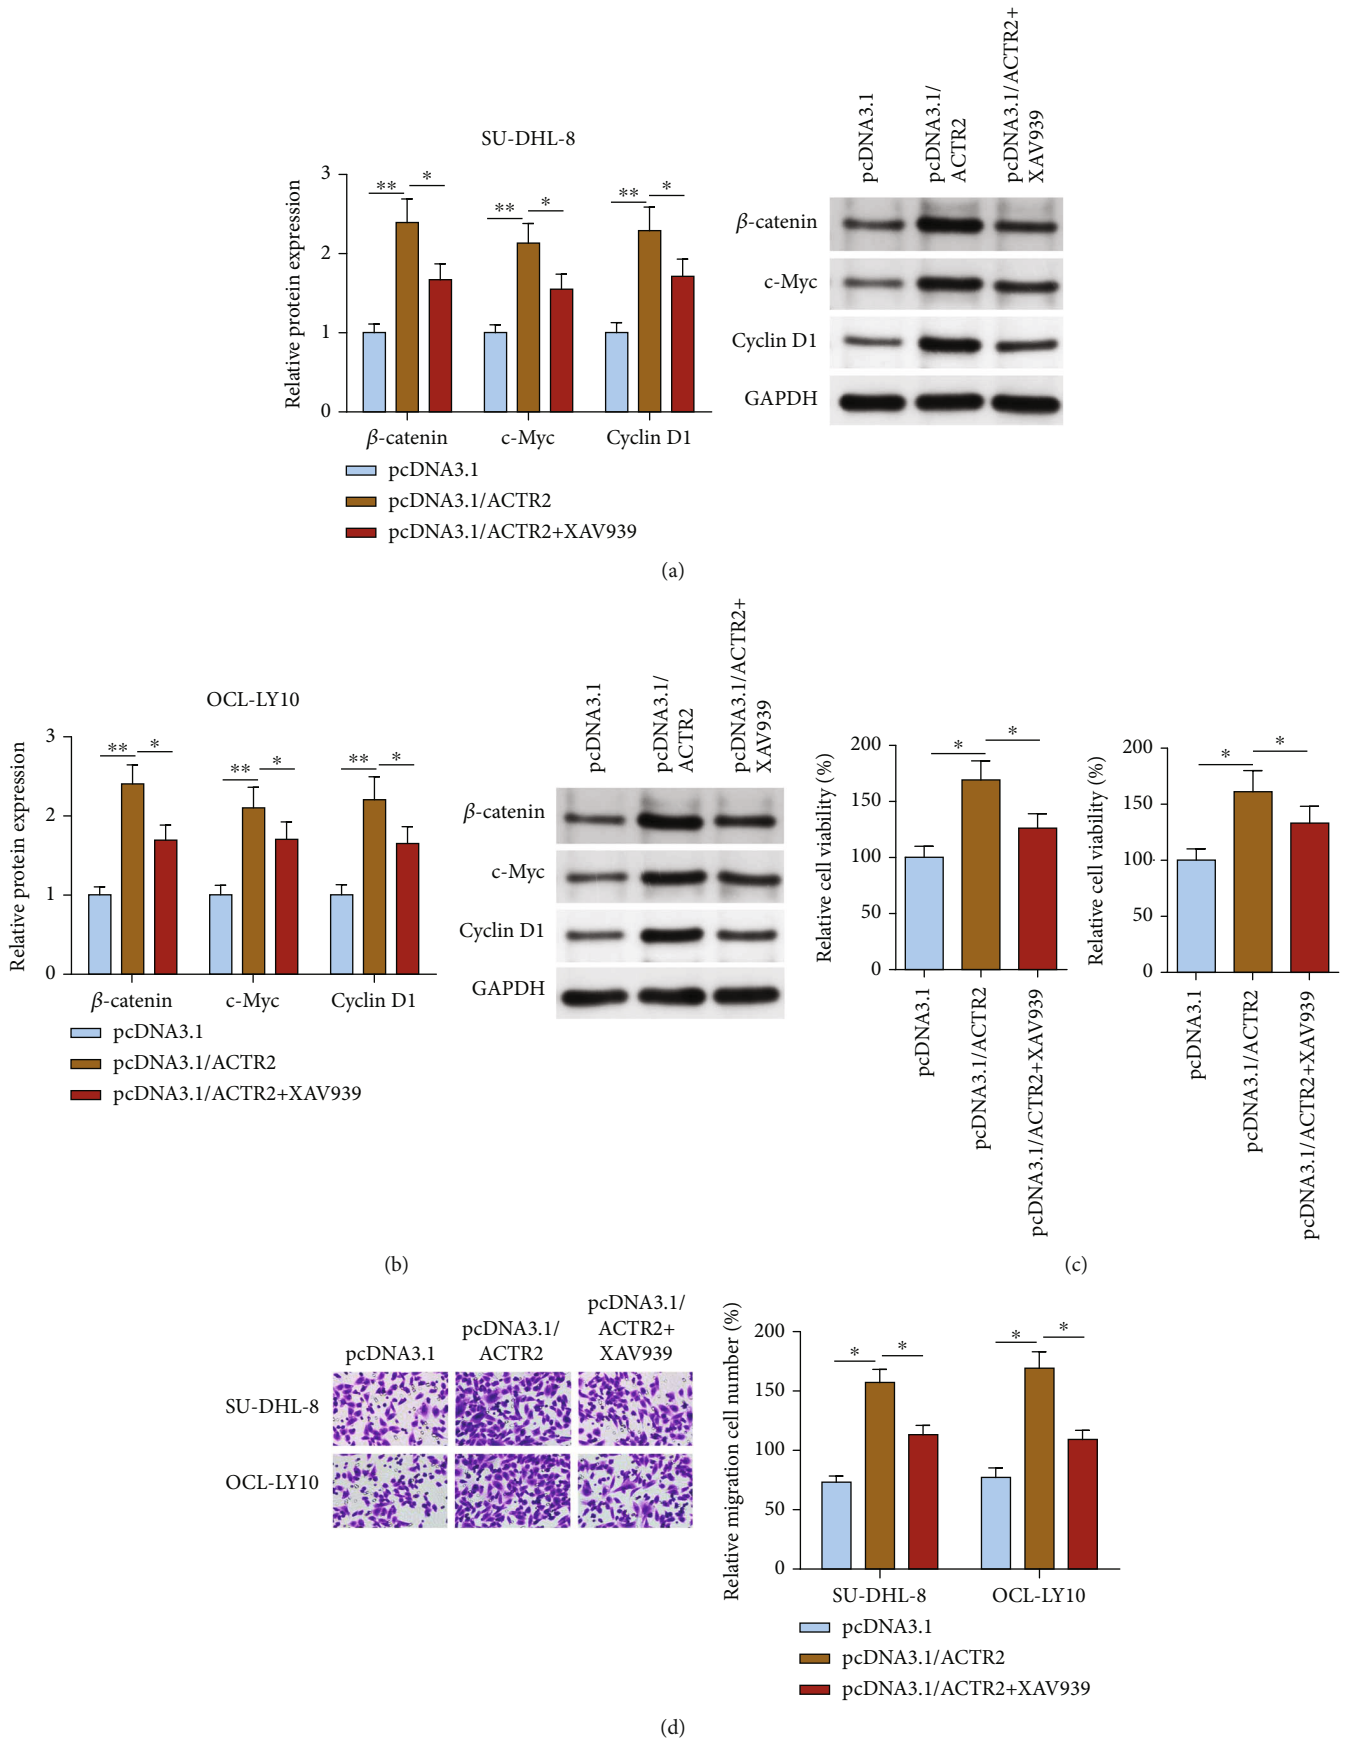 SU-DHL-8
Relative protein expression
3
2
1
0
** *
** *
** *
β-catenin c-Myc Cyclin D1
pcDNA3.1
pcDNA3.1/ACTR2
pcDNA3.1/ACTR2+XAV939
pcDNA3.1
pcDNA3.1/
ACTR2
pcDNA3.1/ACTR2+
XAV939
β-catenin
c-Myc
Cyclin D1
GAPDH
(a)
OCL-LY10
Relative protein expression
3
2
1
0
** *
** *
** *
β-catenin c-Myc Cyclin D1
pcDNA3.1
pcDNA3.1/ACTR2
pcDNA3.1/ACTR2+XAV939
pcDNA3.1
pcDNA3.1/
ACTR2
pcDNA3.1/ACTR2+
XAV939
β-catenin
c-Myc
Cyclin D1
GAPDH
(b)
Relative cell viability (%)
200
150
100
50
0
* *
pcDNA3.1
pcDNA3.1/ACTR2
pcDNA3.1/ACTR2+XAV939
Relative cell viability (%)
200
150
100
50
0
* *
pcDNA3.1
pcDNA3.1/ACTR2
pcDNA3.1/ACTR2+XAV939
(c)
pcDNA3.1
pcDNA3.1/
ACTR2
pcDNA3.1/
ACTR2+
XAV939
SU-DHL-8
OCL-LY10
Relative migration cell number (%)
200
150
100
50
0
* *
* *
SU-DHL-8 OCL-LY10
pcDNA3.1
pcDNA3.1/ACTR2
pcDNA3.1/ACTR2+XAV939
(d)